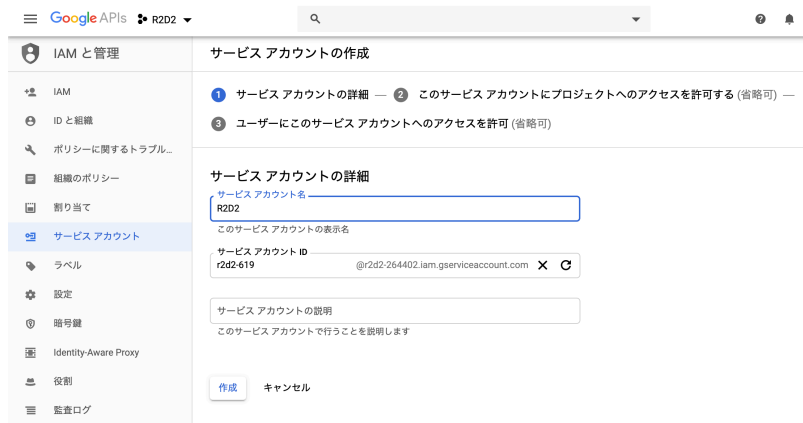 Google APIs R2D2
IAM と管理
IAM
ID と組織
ポリシーに関するトラブル...
組織のポリシー
割り当て
サービス アカウント
ラベル
設定
暗号鍵
Identity-Aware Proxy
役割
監査ログ
サービス アカウントの作成
1 サービス アカウントの詳細 — 2 このサービス アカウントにプロジェクトへのアクセスを許可する (省略可) —
3 ユーザーにこのサービス アカウントへのアクセスを許可 (省略可)
サービス アカウントの詳細
サービス アカウント名
R2D2
このサービス アカウントの表示名
サービス アカウント ID
r2d2-619 @r2d2-264402.iam.gserviceaccount.com
サービス アカウントの説明
このサービス アカウントで行うことを説明します
作成 キャンセル